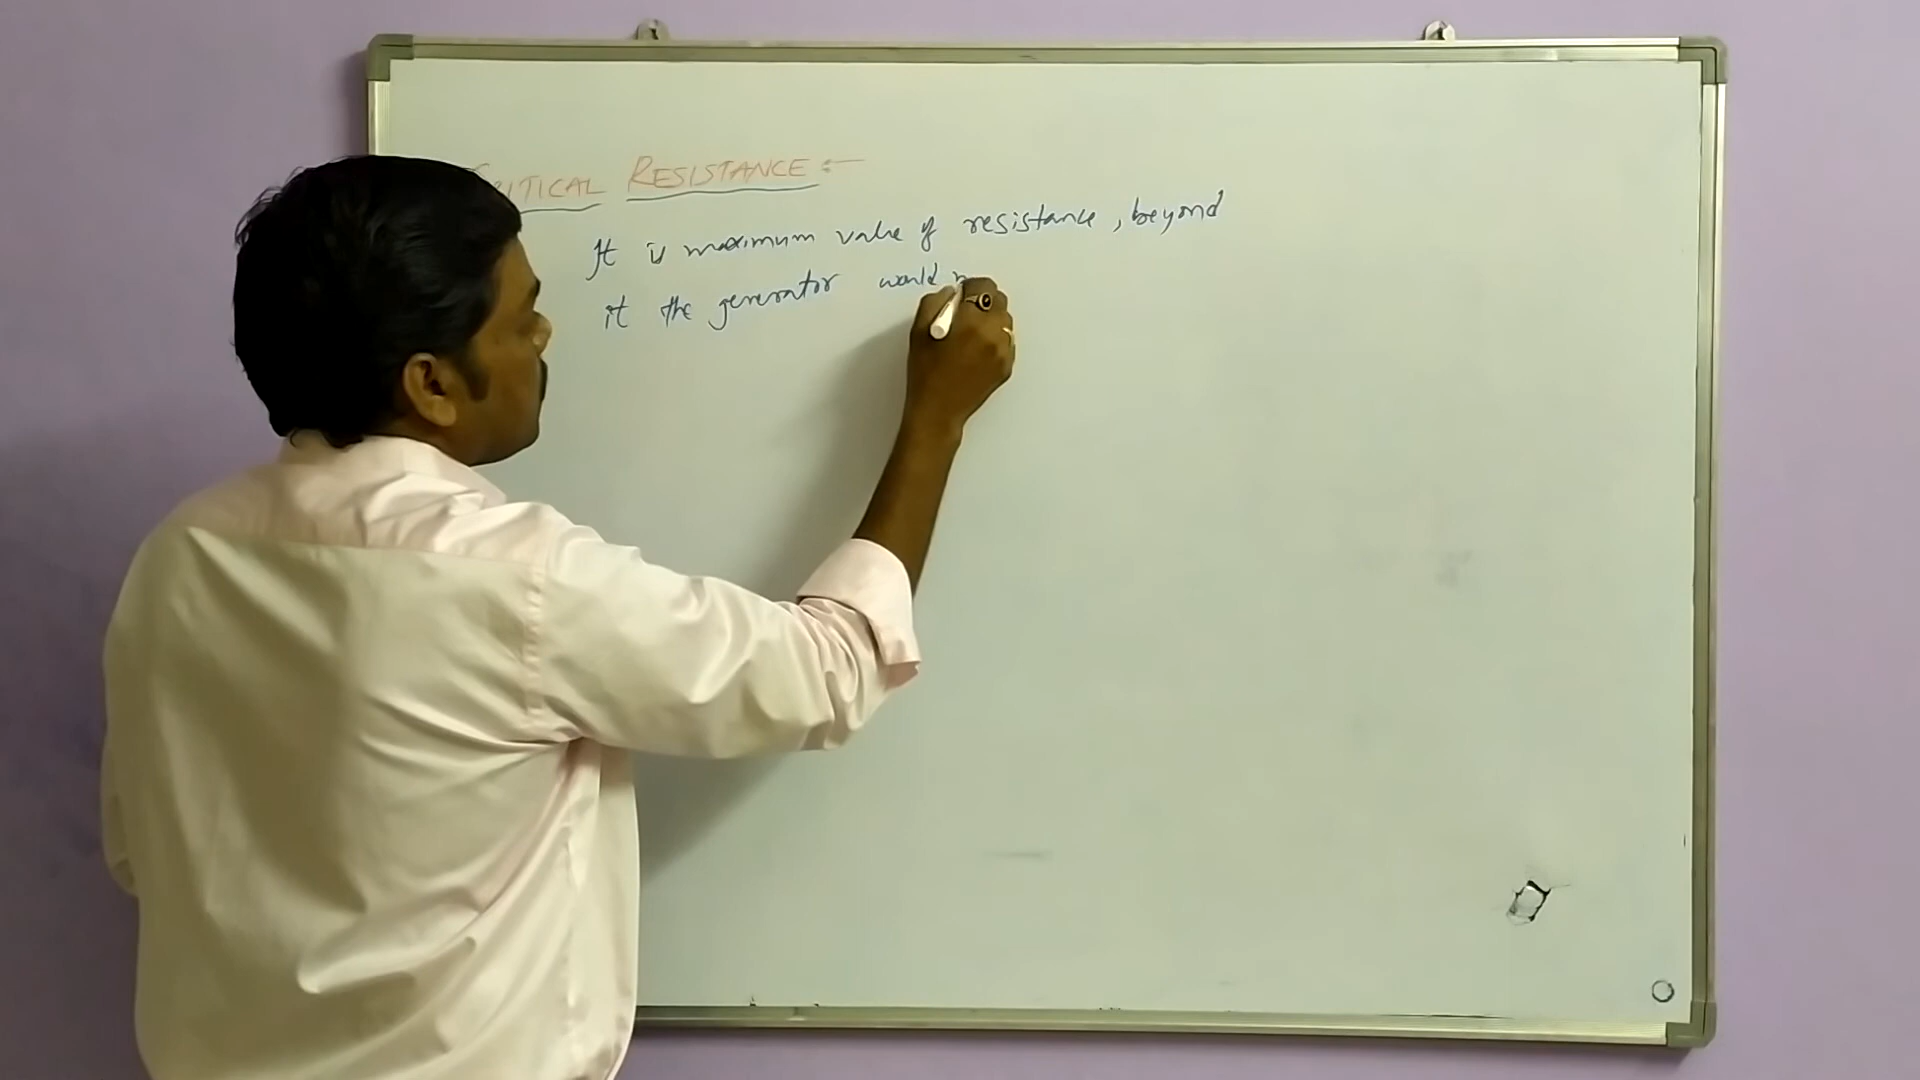 CRITICAL RESISTANCE :-
It is maximum value of resistance, beyond
it the generator would